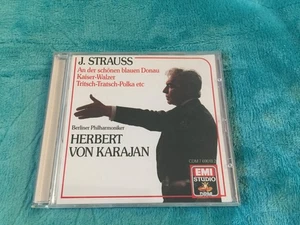 J. STRAUSS
An der schönen blauen Donau
Kaiser-Walzer
Tritsch-Tratsch-Polka etc
Berliner Philharmoniker
HERBERT
VON KARAJAN
EMI
STUDIO